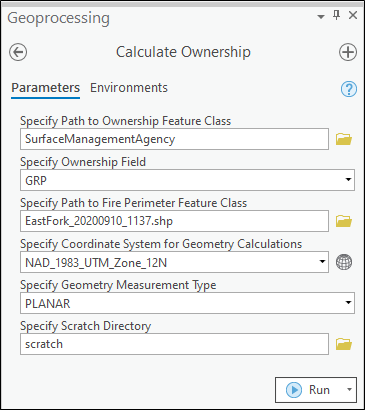 Geoprocessing
Calculate Ownership
Parameters Environments
Specify Path to Ownership Feature Class
SurfaceManagementAgency
Specify Ownership Field
GRP
Specify Path to Fire Perimeter Feature Class
EastFork_20200910_1137.shp
Specify Coordinate System for Geometry Calculations
NAD_1983_UTM_Zone_12N
Specify Geometry Measurement Type
PLANAR
Specify Scratch Directory
scratch
Run